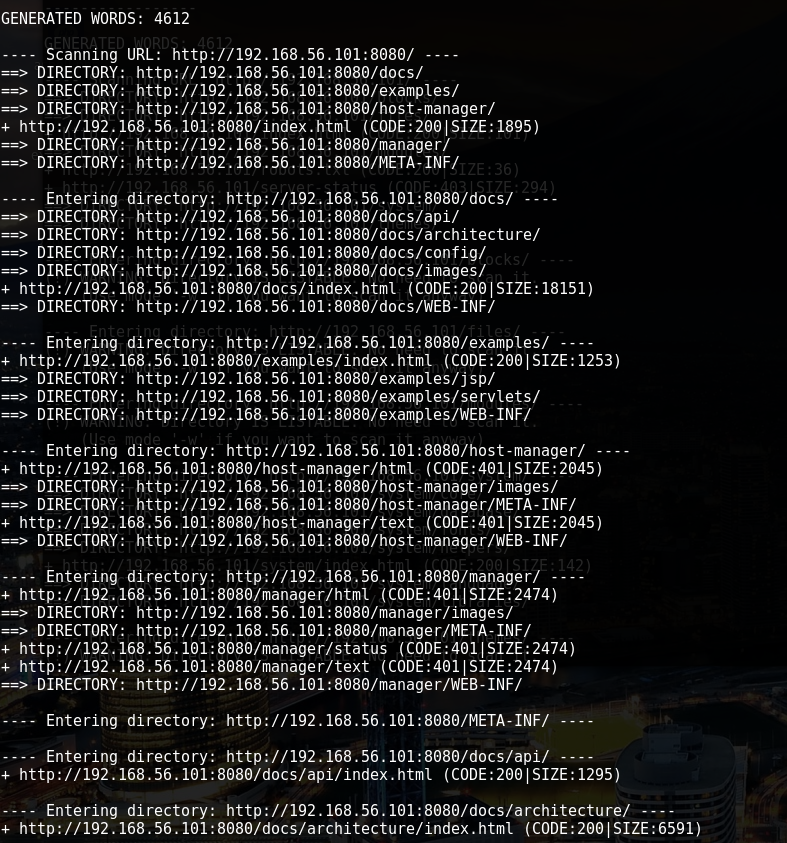 GENERATED WORDS: 4612
---- Scanning URL: http://192.168.56.101:8080/ ----
==> DIRECTORY: http://192.168.56.101:8080/docs/
==> DIRECTORY: http://192.168.56.101:8080/examples/
==> DIRECTORY: http://192.168.56.101:8080/host-manager/
+ http://192.168.56.101:8080/index.html (CODE:200|SIZE:1895)
==> DIRECTORY: http://192.168.56.101:8080/manager/
==> DIRECTORY: http://192.168.56.101:8080/META-INF/
---- Entering directory: http://192.168.56.101:8080/docs/ ----
==> DIRECTORY: http://192.168.56.101:8080/docs/api/
==> DIRECTORY: http://192.168.56.101:8080/docs/architecture/
==> DIRECTORY: http://192.168.56.101:8080/docs/config/
==> DIRECTORY: http://192.168.56.101:8080/docs/images/
+ http://192.168.56.101:8080/docs/index.html (CODE:200|SIZE:18151)
==> DIRECTORY: http://192.168.56.101:8080/docs/WEB-INF/
---- Entering directory: http://192.168.56.101:8080/examples/ ----
+ http://192.168.56.101:8080/examples/index.html (CODE:200|SIZE:1253)
==> DIRECTORY: http://192.168.56.101:8080/examples/jsp/
==> DIRECTORY: http://192.168.56.101:8080/examples/servlets/
==> DIRECTORY: http://192.168.56.101:8080/examples/WEB-INF/
---- Entering directory: http://192.168.56.101:8080/host-manager/ ----
+ http://192.168.56.101:8080/host-manager/html (CODE:401|SIZE:2045)
==> DIRECTORY: http://192.168.56.101:8080/host-manager/images/
==> DIRECTORY: http://192.168.56.101:8080/host-manager/META-INF/
+ http://192.168.56.101:8080/host-manager/text (CODE:401|SIZE:2045)
==> DIRECTORY: http://192.168.56.101:8080/host-manager/WEB-INF/
---- Entering directory: http://192.168.56.101:8080/manager/ ----
+ http://192.168.56.101:8080/manager/html (CODE:401|SIZE:2474)
==> DIRECTORY: http://192.168.56.101:8080/manager/images/
==> DIRECTORY: http://192.168.56.101:8080/manager/META-INF/
+ http://192.168.56.101:8080/manager/status (CODE:401|SIZE:2474)
+ http://192.168.56.101:8080/manager/text (CODE:401|SIZE:2474)
==> DIRECTORY: http://192.168.56.101:8080/manager/WEB-INF/
---- Entering directory: http://192.168.56.101:8080/META-INF/ ----
---- Entering directory: http://192.168.56.101:8080/docs/api/ ----
+ http://192.168.56.101:8080/docs/api/index.html (CODE:200|SIZE:1295)
---- Entering directory: http://192.168.56.101:8080/docs/architecture/ ----
+ http://192.168.56.101:8080/docs/architecture/index.html (CODE:200|SIZE:6591)